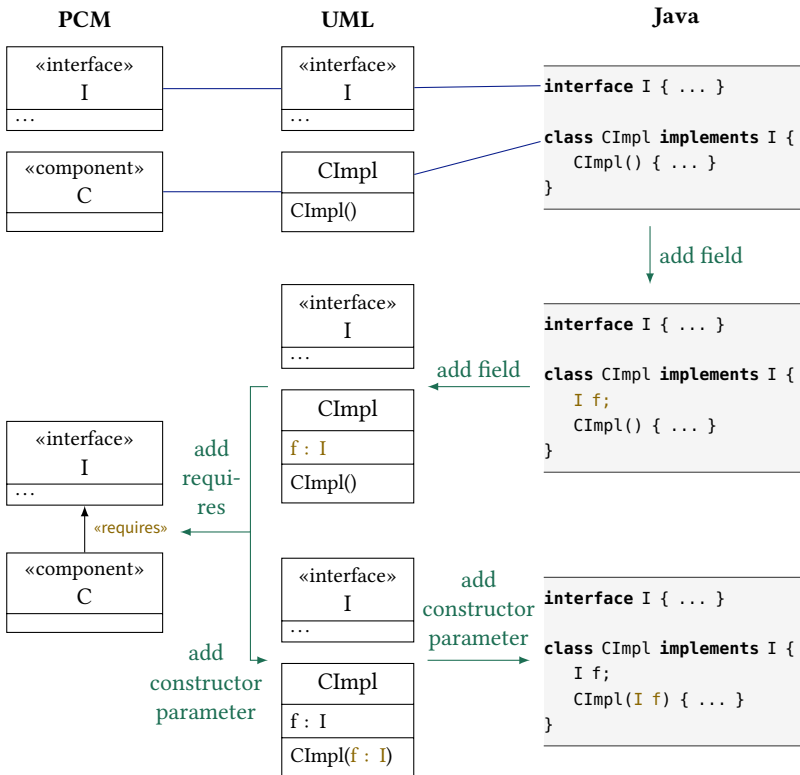 PCM
UML
Java
«interface»
I
...
«interface»
I
...
interface I { ... }
class CImpl implements I {
CImpl() { ... }
}
«component»
C
CImpl
CImpl()
add field
«interface»
I
...
interface I { ... }
class CImpl implements I {
I f;
CImpl() { ... }
}
add field
CImpl
f : I
CImpl()
add
requi-
res
«interface»
I
...
«requires»
«component»
C
«interface»
I
...
add
constructor
parameter
interface I { ... }
class CImpl implements I {
I f;
CImpl(I f) { ... }
}
add
constructor
parameter
CImpl
f : I
CImpl(f : I)